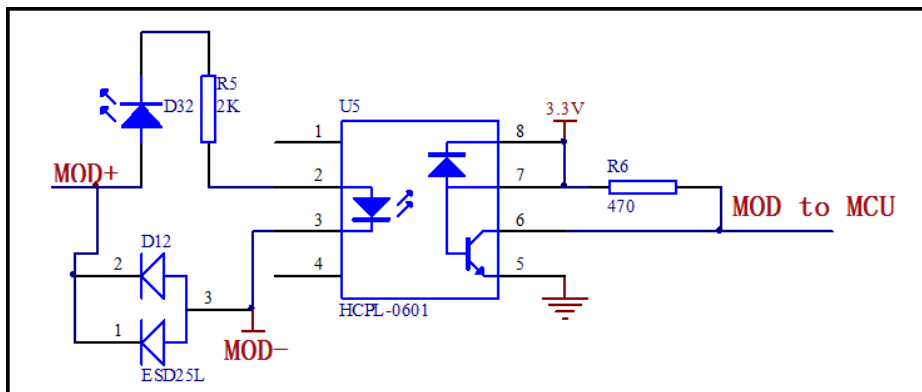 R5
D32
2K
U5
3.3V
1
8
MOD+
2
7
R6
470
MOD to MCU
3
6
D12
2
4
5
3
1
HCPL-0601
MOD-
ESD25L